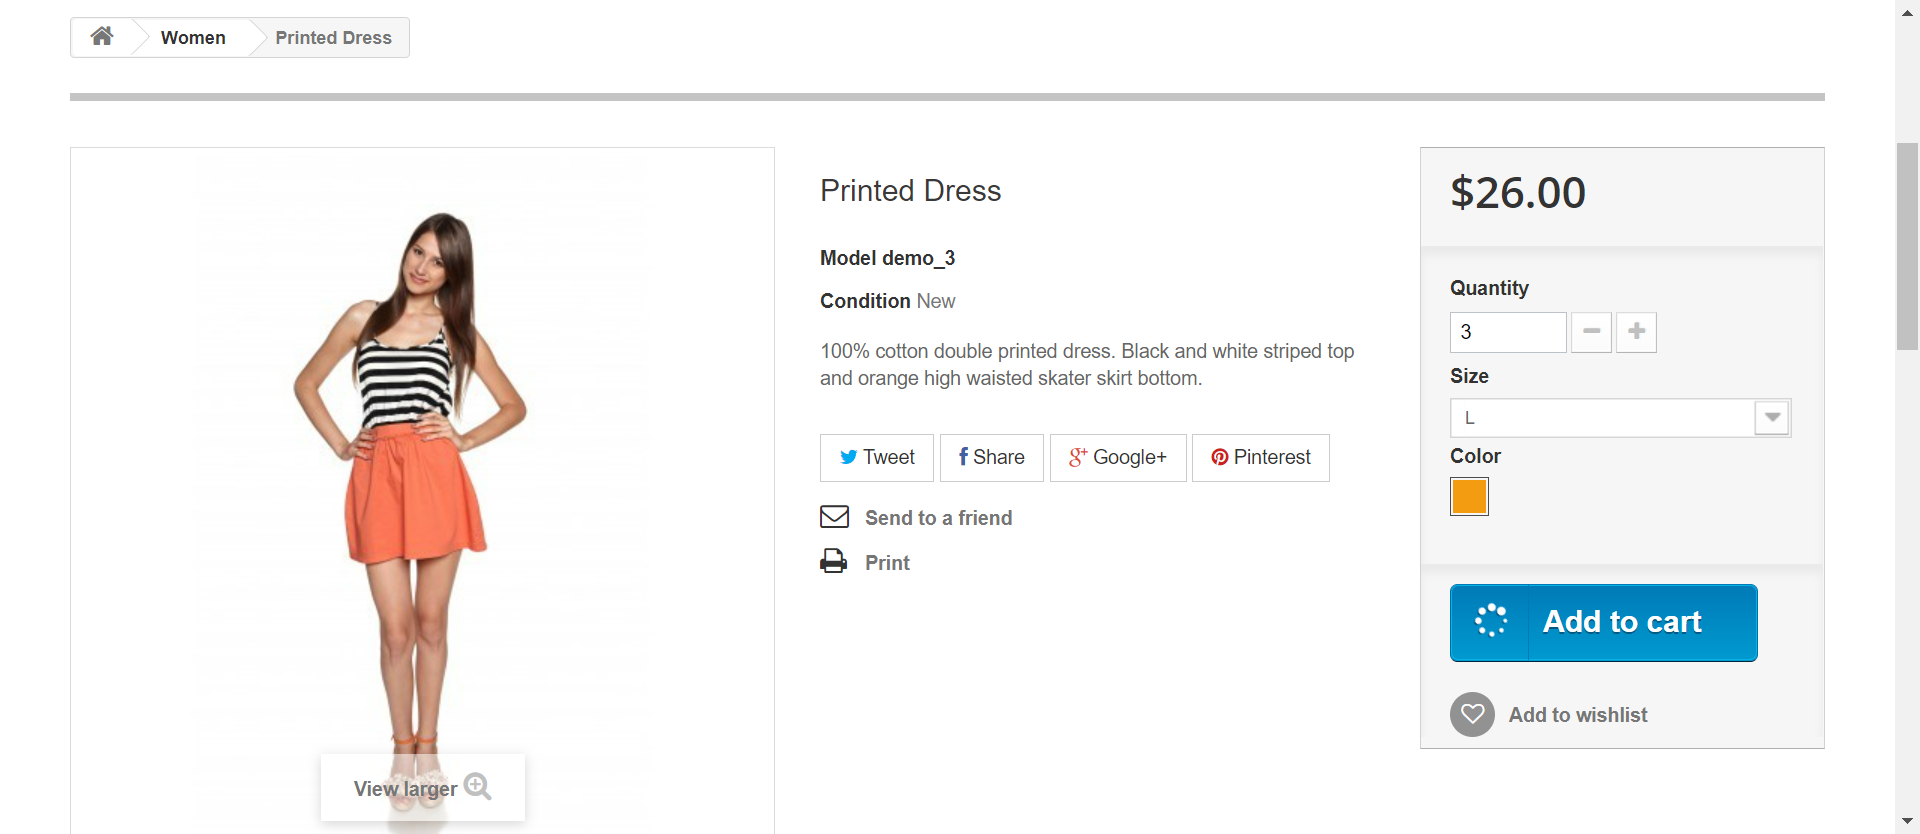 Women
Printed Dress
Printed Dress
Model demo_3
Condition New
100% cotton double printed dress. Black and white striped top
and orange high waisted skater skirt bottom.
Tweet
Share
Google+
Pinterest
Send to a friend
Print
View larger
$26.00
Quantity
3
Size
L
Color
Add to cart
Add to wishlist